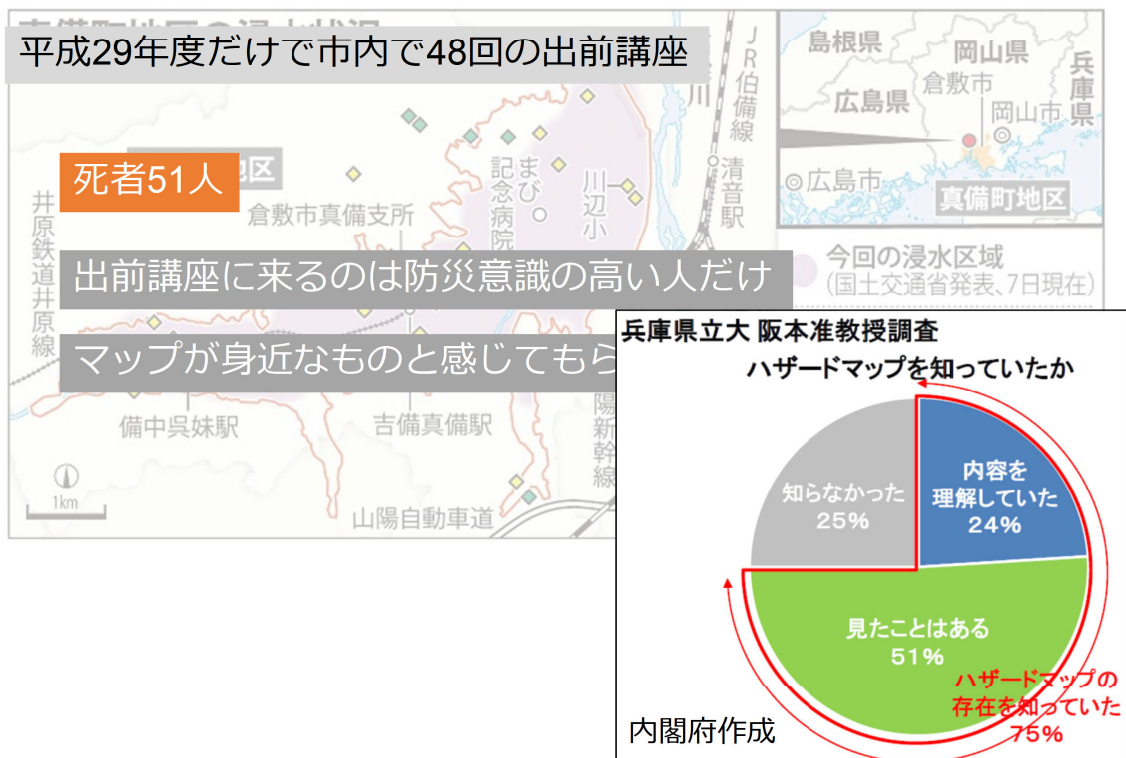 平成29年度だけで市内で48回の出前講座
死者51人
区
倉敷市真備支所
出前講座に来るのは防災意識の高い人だけ
マップが身近なものと感じてもら
井原鉄道井原線
備中呉妹駅
吉備真備駅
山陽自動車道
陽新幹線
1km
まび
記念病院
川辺小
川
JR伯備線
清音駅
島根県
岡山県
兵庫県
倉敷市
広島県
岡山市
広島市
真備町地区
今回の浸水区域
(国土交通省発表、7日現在)
兵庫県立大 阪本准教授調査
ハザードマップを知っていたか
知らなかった
25%
内容を
理解していた
24%
見たことはある
51%
ハザードマップの
存在を知っていた
75%
内閣府作成